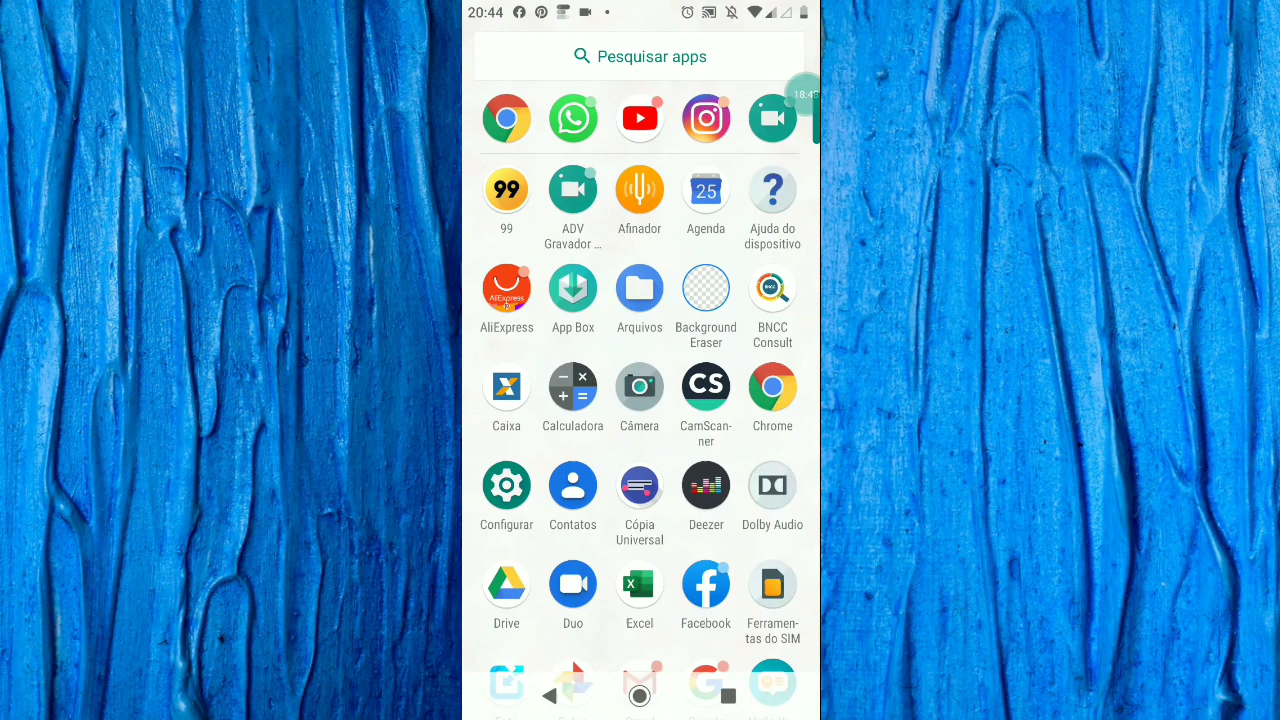 20:44
Pesquisar apps
18:4
99
25
?
99
ADV
Gravador ...
Afinador
Agenda
Ajuda do
dispositivo
AliExpress
BNCC
AliExpress
App Box
Arquivos
Background
Eraser
BNCC
Consult
X
CS
Caixa
Calculadora
Câmera
CamScan-
ner
Chrome
Configurar
Contatos
Cópia
Universal
Deezer
Dolby Audio
X
Drive
Duo
Excel
Facebook
Ferramen-
tas do SIM